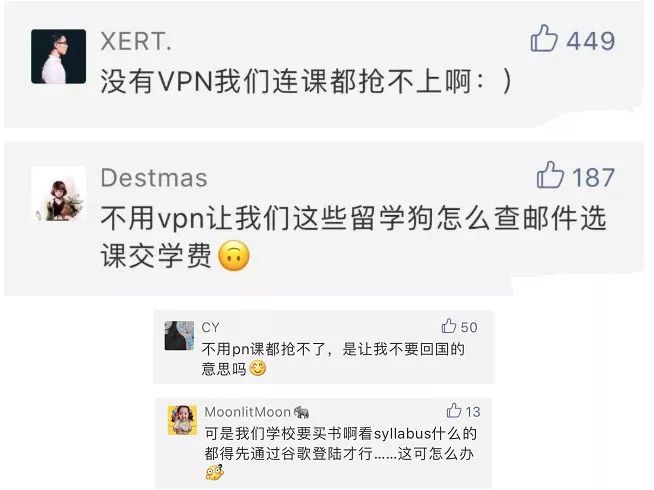 XERT.
449
没有VPN我们连课都抢不上啊：）
Destmas
187
不用vpn让我们这些留学狗怎么查邮件选
课交学费🙃
CY
50
不用pn课都抢不了，是让我不要回国的
意思吗😊
MoonlitMoon🐘
13
可是我们学校要买书啊看syllabus什么的
都得先通过谷歌登陆才行……这可怎么办